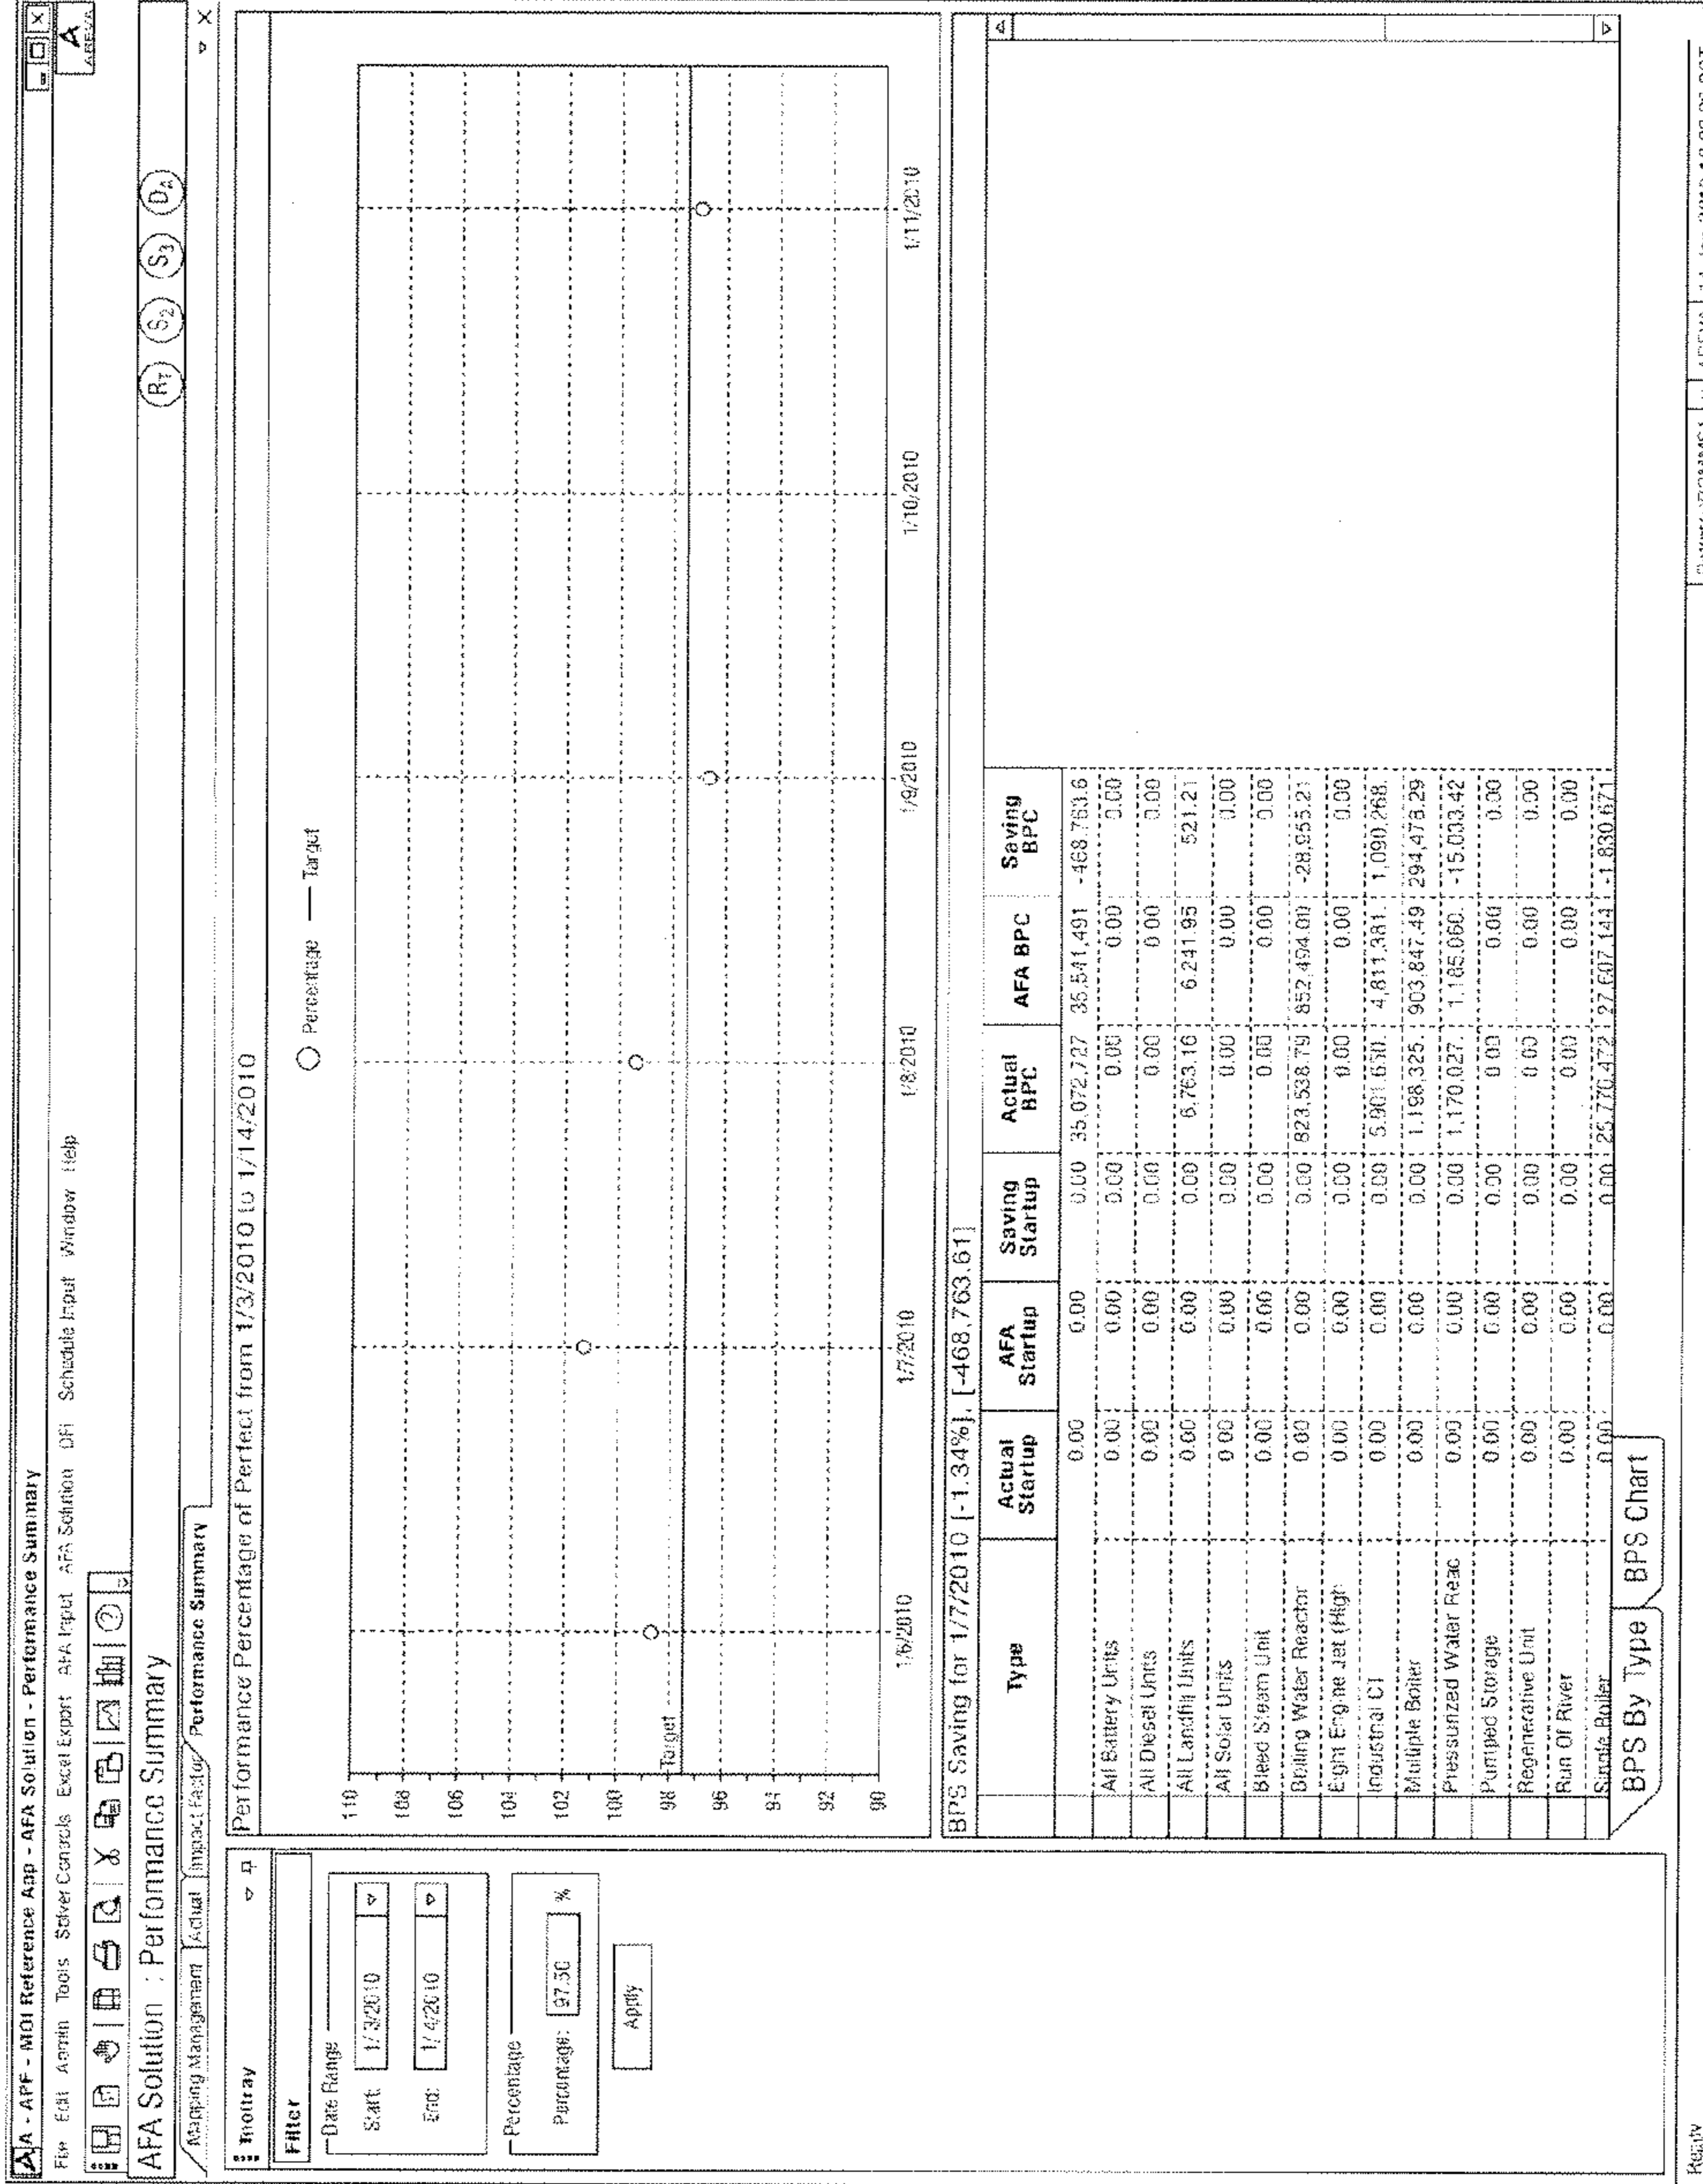 A - APF - MOI Reference App - AFA Solution - Performance Summary
AREVA
File Edit Admin Tools Solver Controls Excel Export AFA Input AFA Solution DFI Schedule Input Window Help
AFA Solution : Performance Summary
RT S2 S3 DA
Mapping Management Actual Impact Factor Performance Summary
Tooltray
Filter
Date Range
Start: 1/ 3/2010
End: 1/ 4/2010
Percentage
Percentage: 97.50 %
Apply
Performance Percentage of Perfect from 1/3/2010 to 1/14/2010
Percentage Target
110
108
106
104
102
100
98
96
94
92
90
Target
1/6/2010 1/7/2010 1/8/2010 1/9/2010 1/10/2010 1/11/2010
BPS Saving for 1/7/2010 [-1.34%], [-468,763.61]
Type Actual Startup AFA Startup Saving Startup Actual BPC AFA BPC Saving BPC
0.00 0.00 0.00 35,072,727 35,541,491 -468,763.6
All Battery Units 0.00 0.00 0.00 0.00 0.00 0.00
All Diesel Units 0.00 0.00 0.00 0.00 0.00 0.00
All Landfill Units 0.00 0.00 0.00 6,763.16 6,241.95 521.21
All Solar Units 0.00 0.00 0.00 0.00 0.00 0.00
Bleed Steam Unit 0.00 0.00 0.00 0.00 0.00 0.00
Boiling Water Reactor 0.00 0.00 0.00 823,538.79 852,494.00 -28,955.21
Eight Engine Jet (High 0.00 0.00 0.00 0.00 0.00 0.00
Industrial CT 0.00 0.00 0.00 5,901,650. 4,811,381. 1,090,268.
Multiple Boiler 0.00 0.00 0.00 1,198,325. 903,847.49 294,478.29
Pressurized Water Reac 0.00 0.00 0.00 1,170,027. 1,185,060. -15,033.42
Pumped Storage 0.00 0.00 0.00 0.00 0.00 0.00
Regenerative Unit 0.00 0.00 0.00 0.00 0.00 0.00
Run Of River 0.00 0.00 0.00 0.00 0.00 0.00
Single Boiler 0.00 0.00 0.00 25,770,472 27,607,144 -1,830,671
BPS By Type BPS Chart
Ready